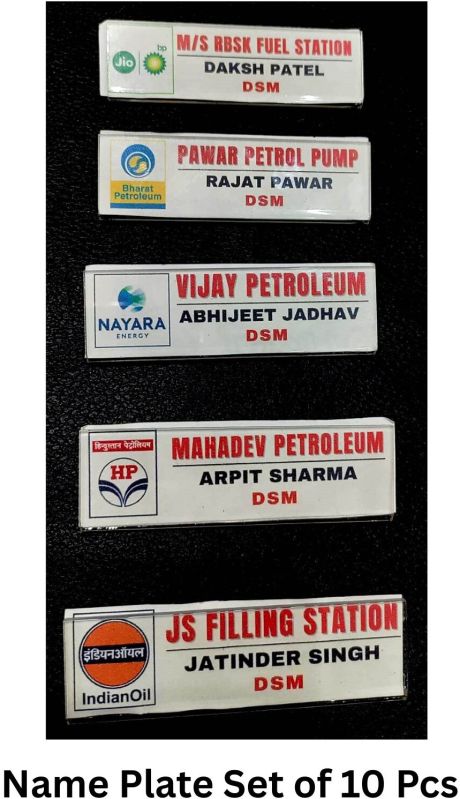 Jio
bp
M/S RBSK FUEL STATION
DAKSH PATEL
DSM
Bharat
Petroleum
PAWAR PETROL PUMP
RAJAT PAWAR
DSM
NAYARA
ENERGY
VIJAY PETROLEUM
ABHIJEET JADHAV
DSM
हिन्दुस्तान पेट्रोलियम
HP
MAHADEV PETROLEUM
ARPIT SHARMA
DSM
इंडियनऑयल
IndianOil
JS FILLING STATION
JATINDER SINGH
DSM
Name Plate Set of 10 Pcs